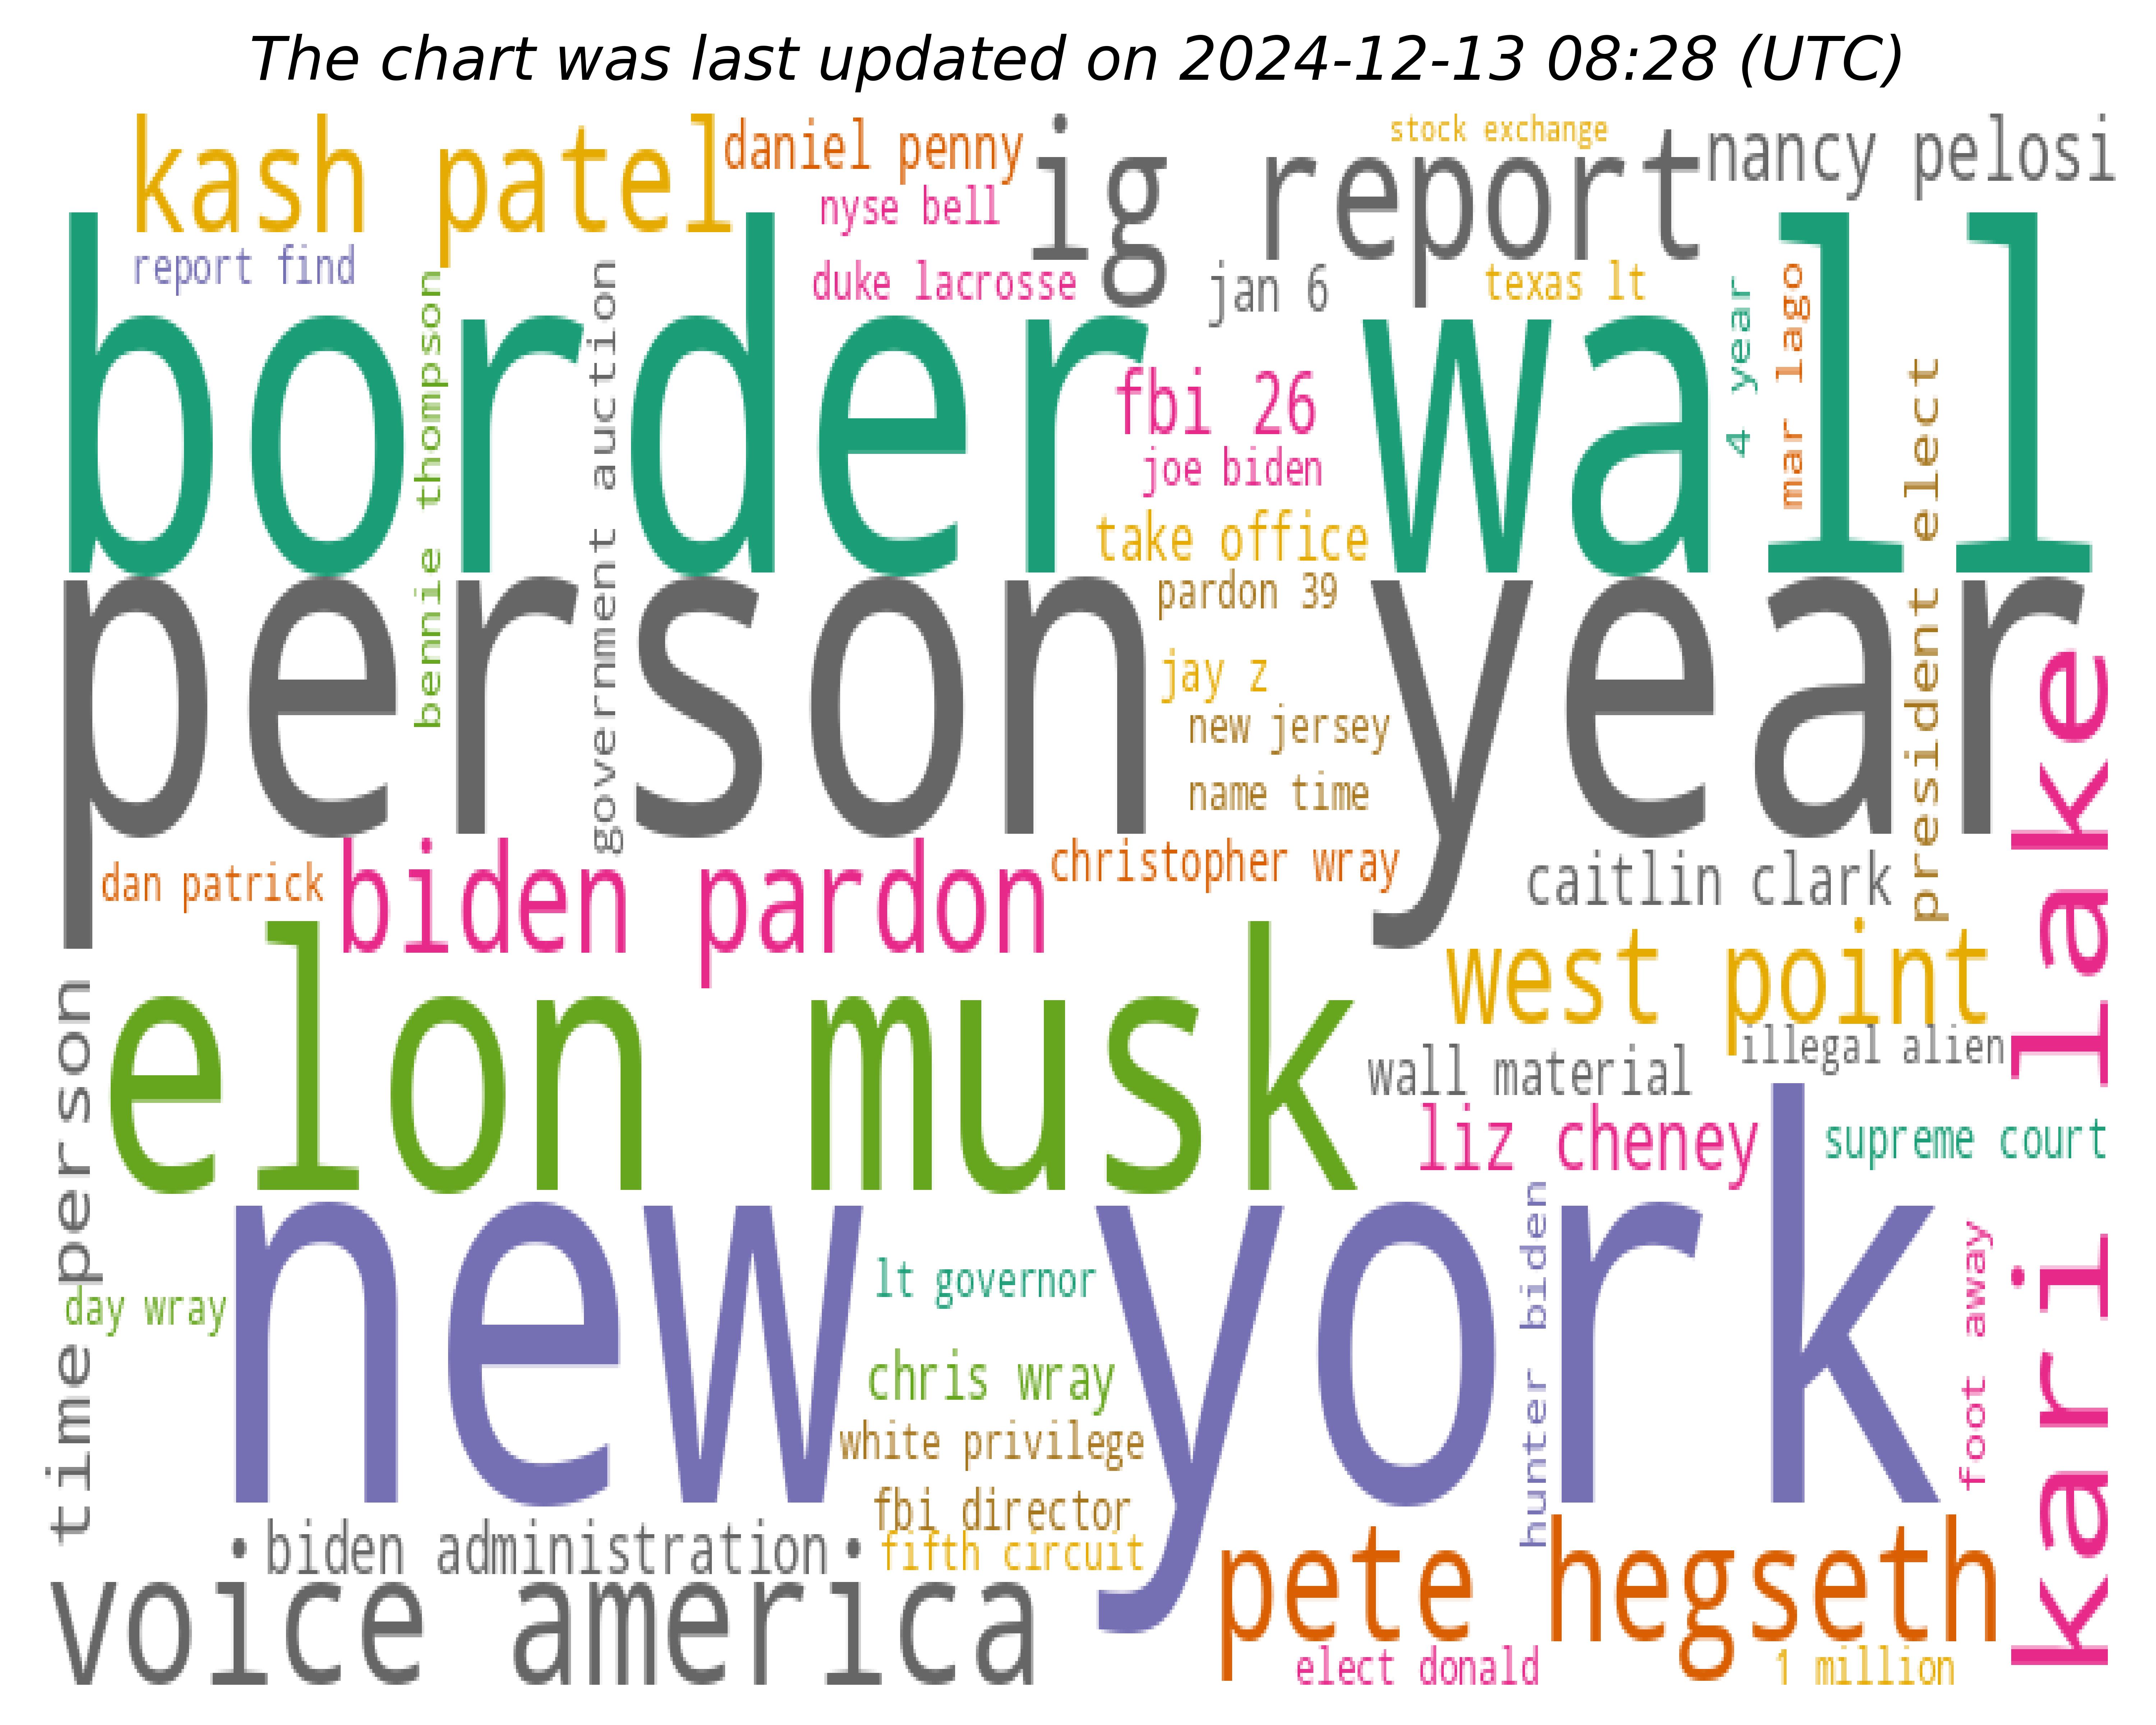 The chart was last updated on 2024-12-13 08:28 (UTC)
kash patel
daniel penny
ig report
stock exchange
nancy pelosi
nyse bell
report find
duke lacrosse
jan 6
texas lt
border wall
bennie thompson
government auction
fbi 26
joe biden
take office
4 year
mar lago
president elect
person year
pardon 39
jay z
new jersey
name time
christopher wray
dan patrick
biden pardon
caitlin clark
kari lake
west point
elon musk
illegal alien
wall material
liz cheney
supreme court
time person
new york
lt governor
day wray
chris wray
white privilege
fbi director
hunter biden
foot away
biden administration
fifth circuit
voice america
pete hegseth
elect donald
1 million